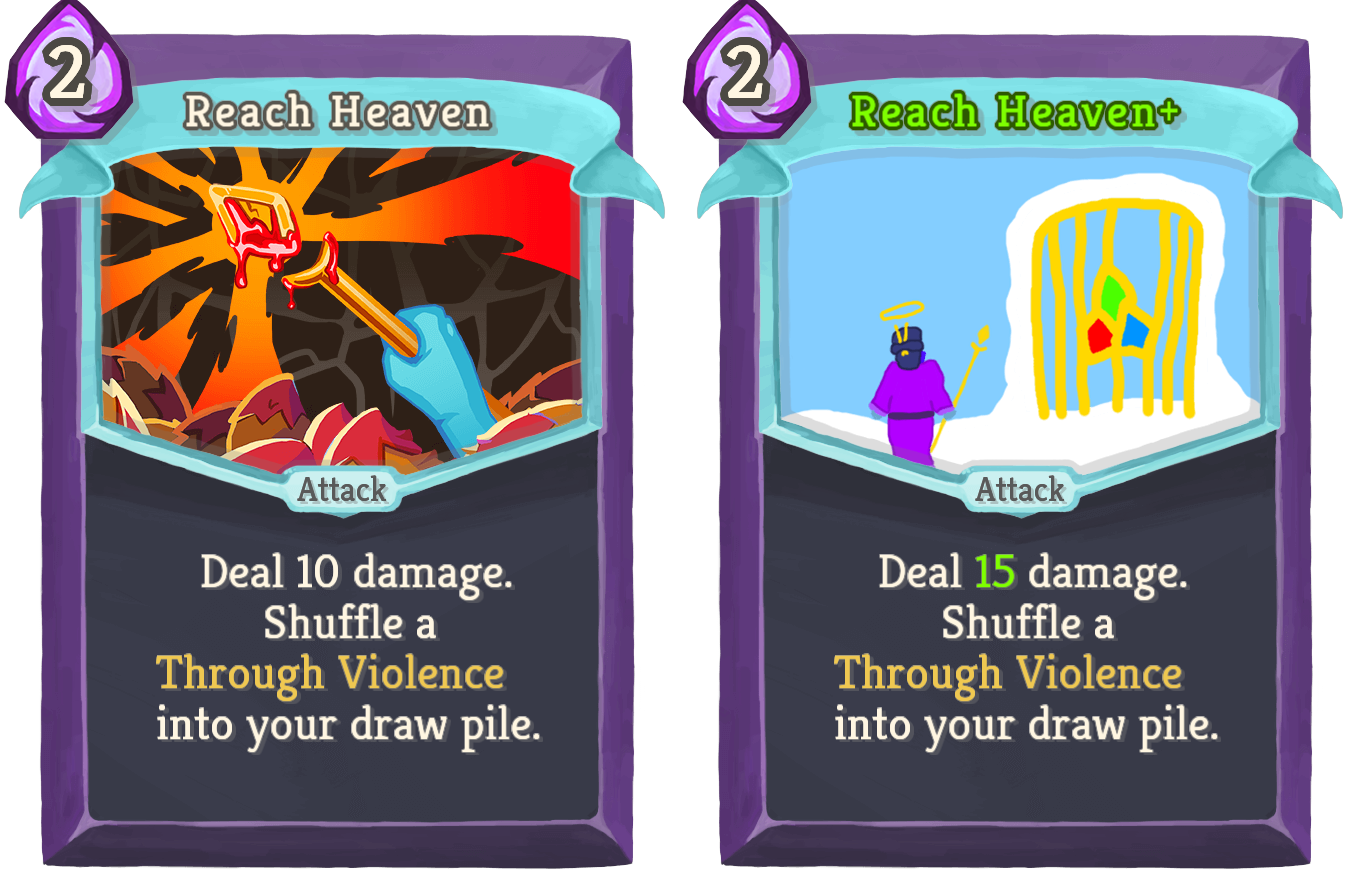 2
Reach Heaven
Attack
Deal 10 damage.
Shuffle a
Through Violence
into your draw pile.
2
Reach Heaven+
Attack
Deal 15 damage.
Shuffle a
Through Violence
into your draw pile.